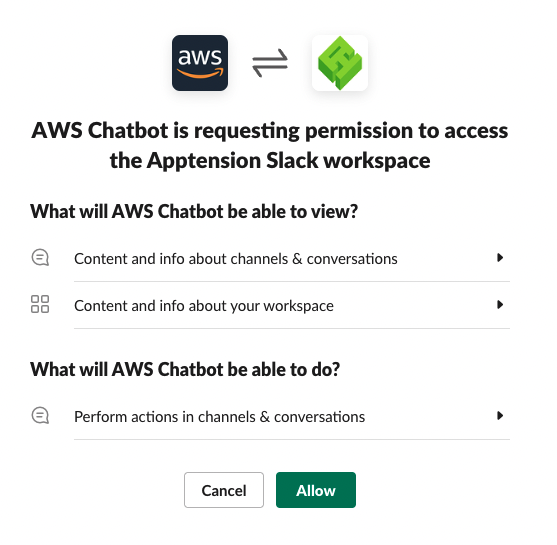 aws
AWS Chatbot is requesting permission to access
the Apptension Slack workspace
What will AWS Chatbot be able to view?
Content and info about channels & conversations
Content and info about your workspace
What will AWS Chatbot be able to do?
Perform actions in channels & conversations
Cancel
Allow